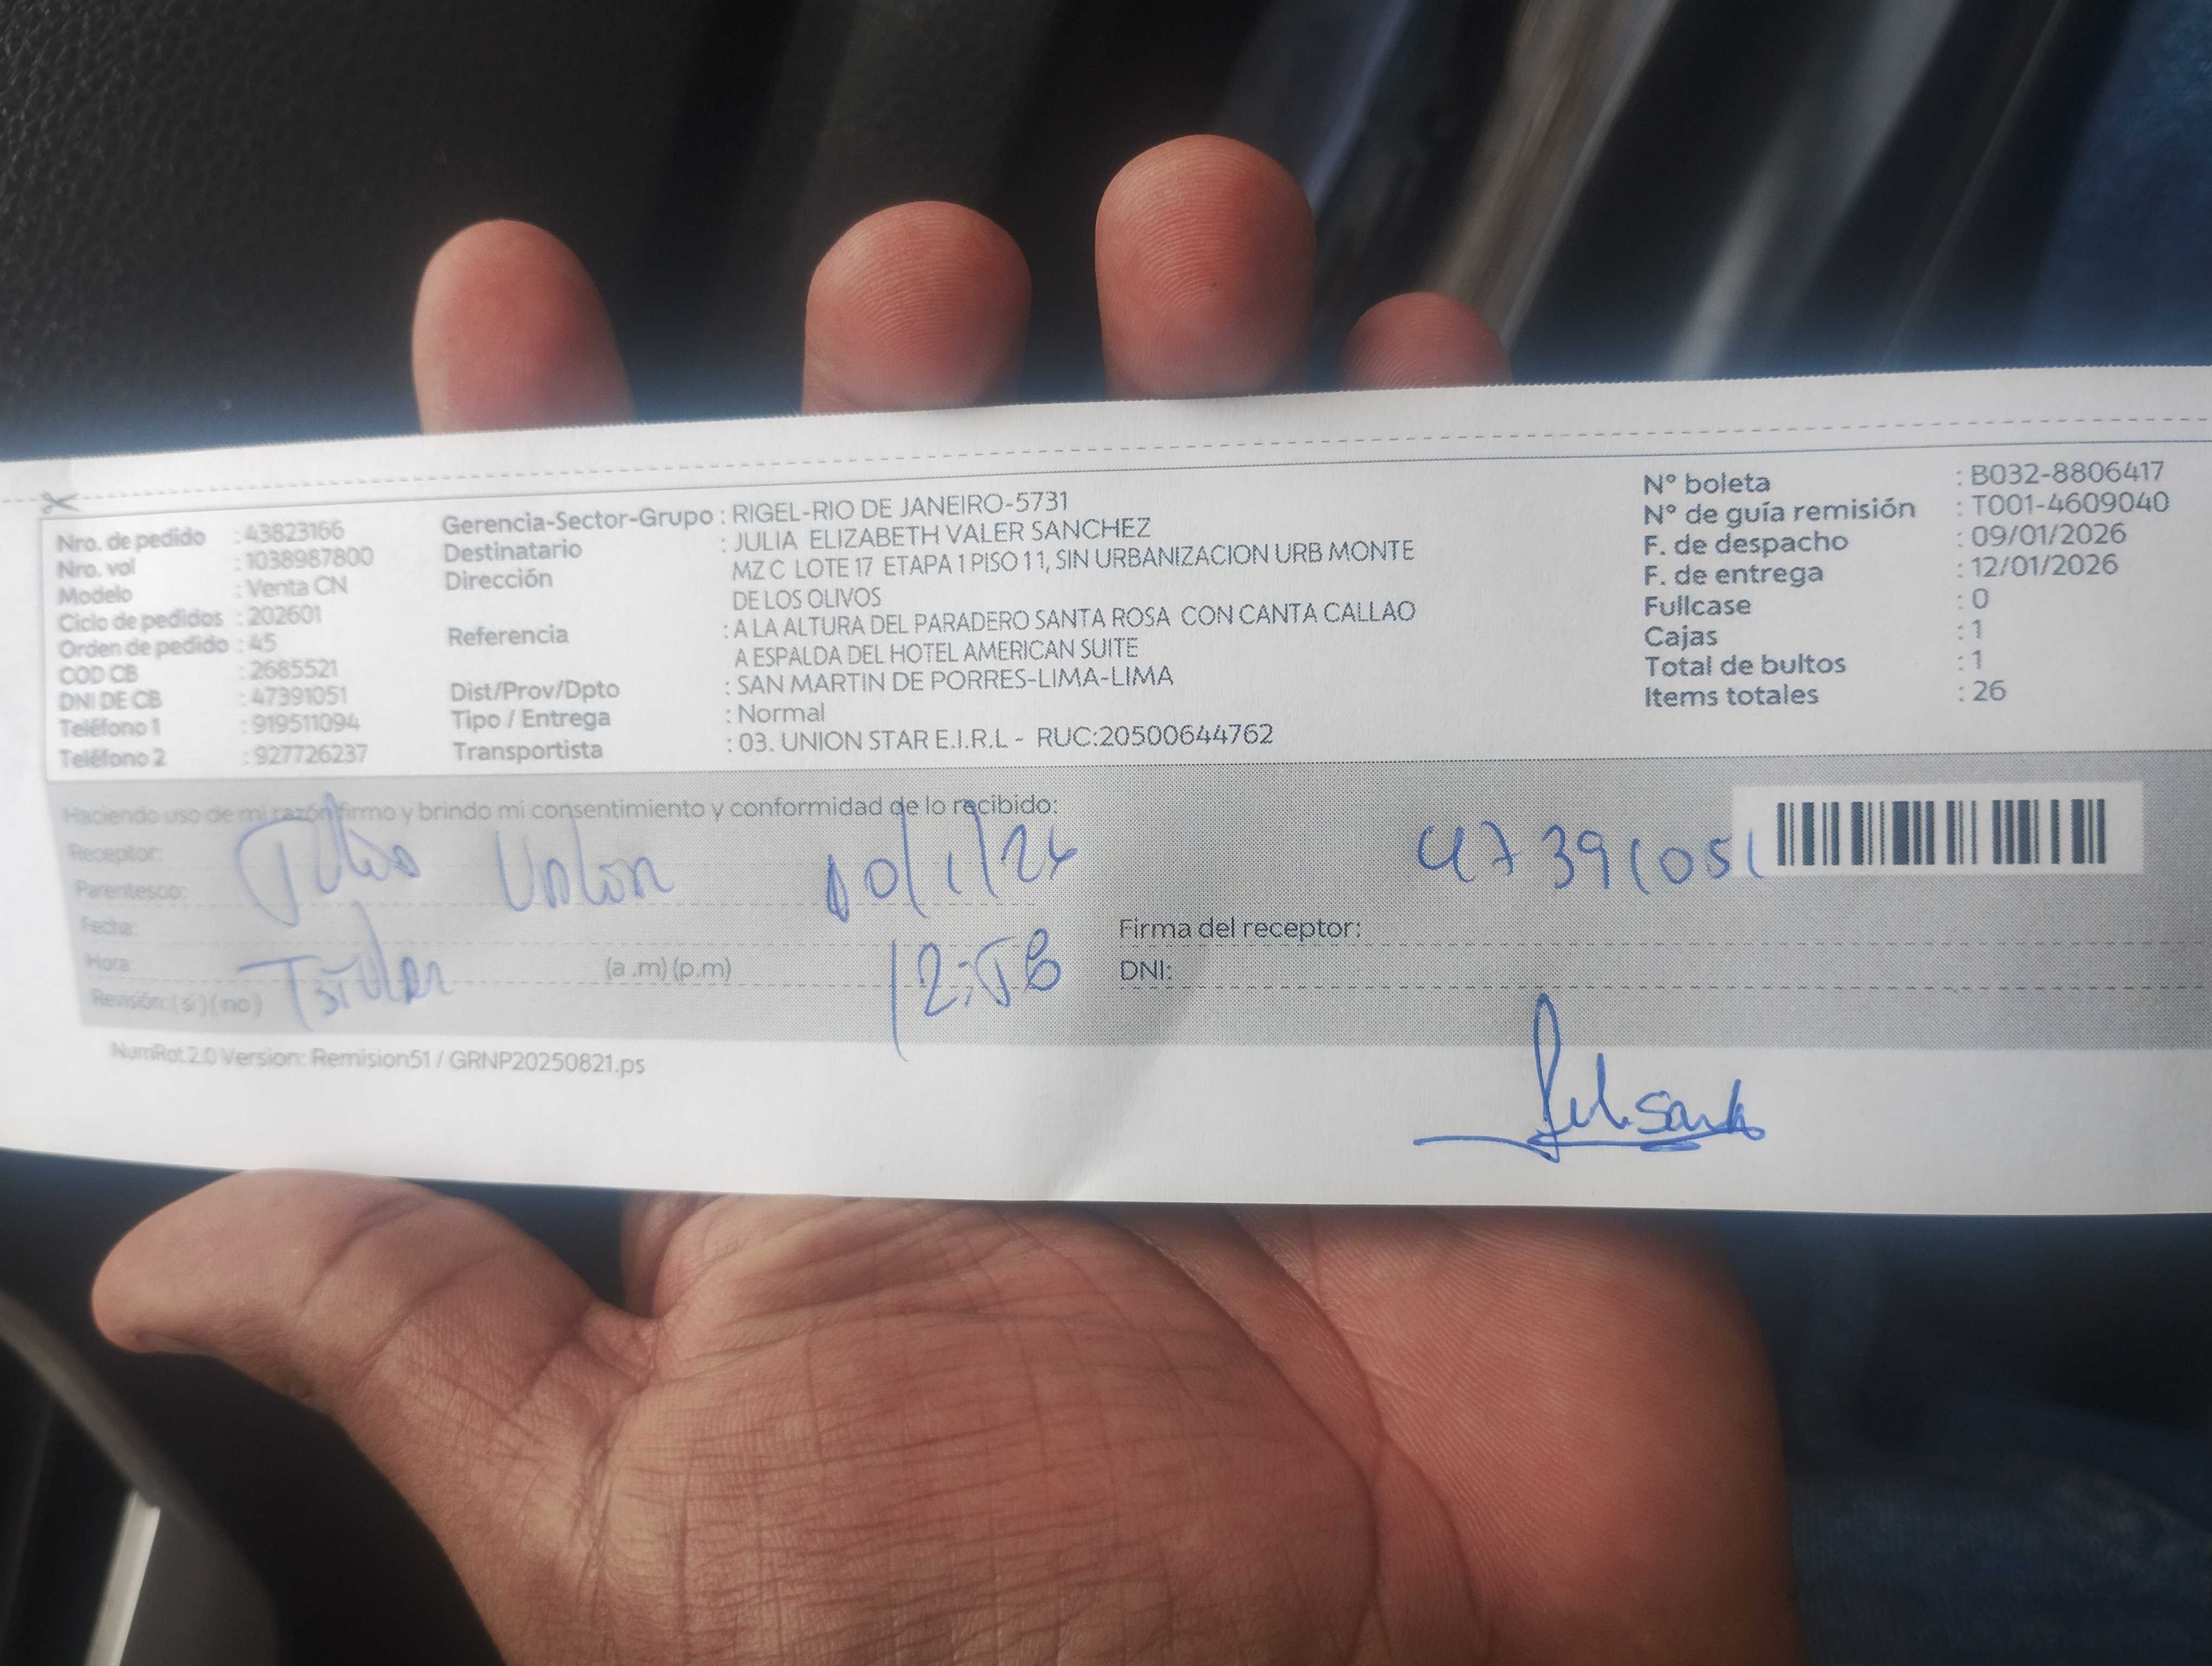 Nro. de pedido : 43823166
Nro. vol : 1038987800
Modelo : Venta CN
Ciclo de pedidos : 202601
Orden de pedido : 45
COD CB : 2685521
DNI DE CB : 47391051
Teléfono 1 : 919511094
Teléfono 2 : 927726237
Gerencia-Sector-Grupo : RIGEL-RIO DE JANEIRO-5731
Destinatario : JULIA ELIZABETH VALER SANCHEZ
Dirección MZ C LOTE 17 ETAPA 1 PISO 11, SIN URBANIZACION URB MONTE
DE LOS OLIVOS
Referencia : A LA ALTURA DEL PARADERO SANTA ROSA CON CANTA CALLAO
A ESPALDA DEL HOTEL AMERICAN SUITE
Dist/Prov/Dpto : SAN MARTIN DE PORRES-LIMA-LIMA
Tipo / Entrega : Normal
Transportista : 03. UNION STAR E.I.R.L - RUC:20500644762
N° boleta : B032-8806417
N° de guía remisión : T001-4609040
F. de despacho : 09/01/2026
F. de entrega : 12/01/2026
Fullcase : 0
Cajas : 1
Total de bultos : 1
Items totales : 26
Haciendo uso de mi razón firmo y brindo mi consentimiento y conformidad de lo recibido:
Receptor:
Parentesco:
Fecha:
Hora: (a .m) (p.m)
Revisión: ( si ) ( no )
47391051
Firma del receptor:
DNI:
NumRot 2.0 Version: Remision51 / GRNP20250821.ps